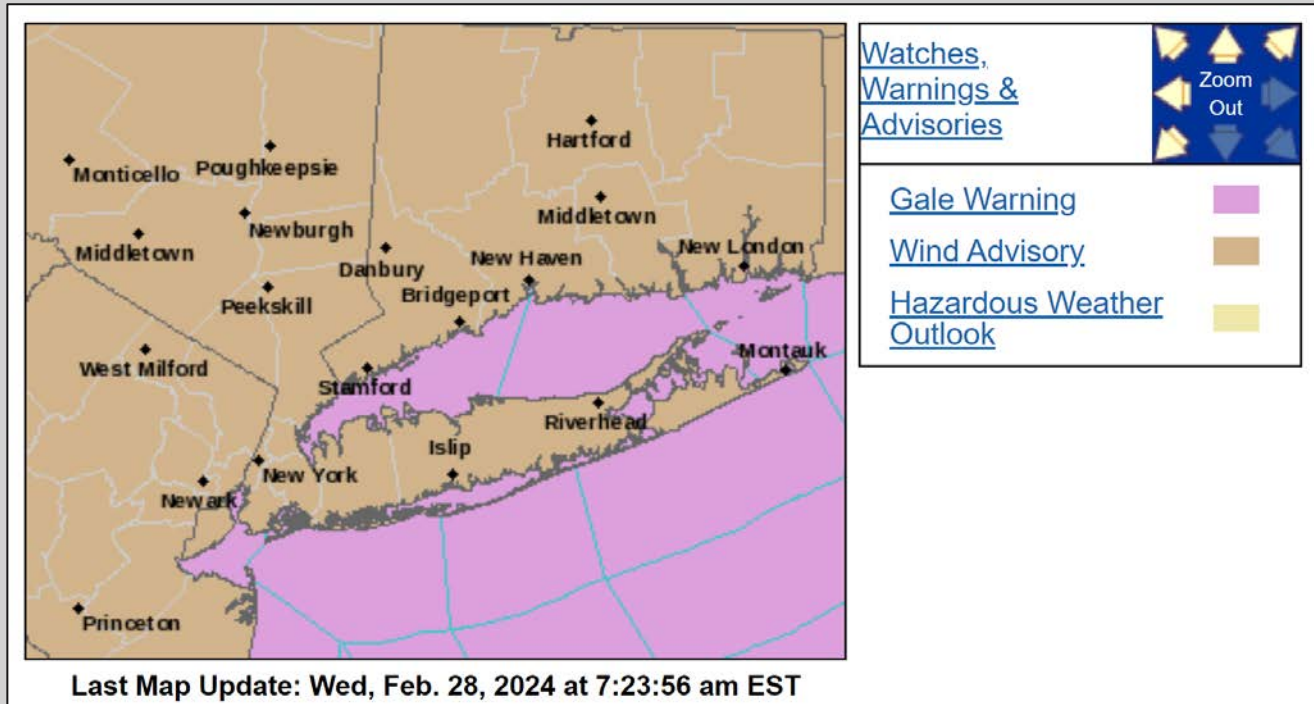 Watches,
Warnings &
Advisories
Zoom
Out
Gale Warning
Wind Advisory
Hazardous Weather
Outlook
Hartford
Monticello
Poughkeepsie
Middletown
Newburgh
Middletown
New London
Danbury
New Haven
Bridgeport
Peekskill
West Milford
Montauk
Stamford
Riverhead
Islip
New York
Newark
Princeton
Last Map Update: Wed, Feb. 28, 2024 at 7:23:56 am EST